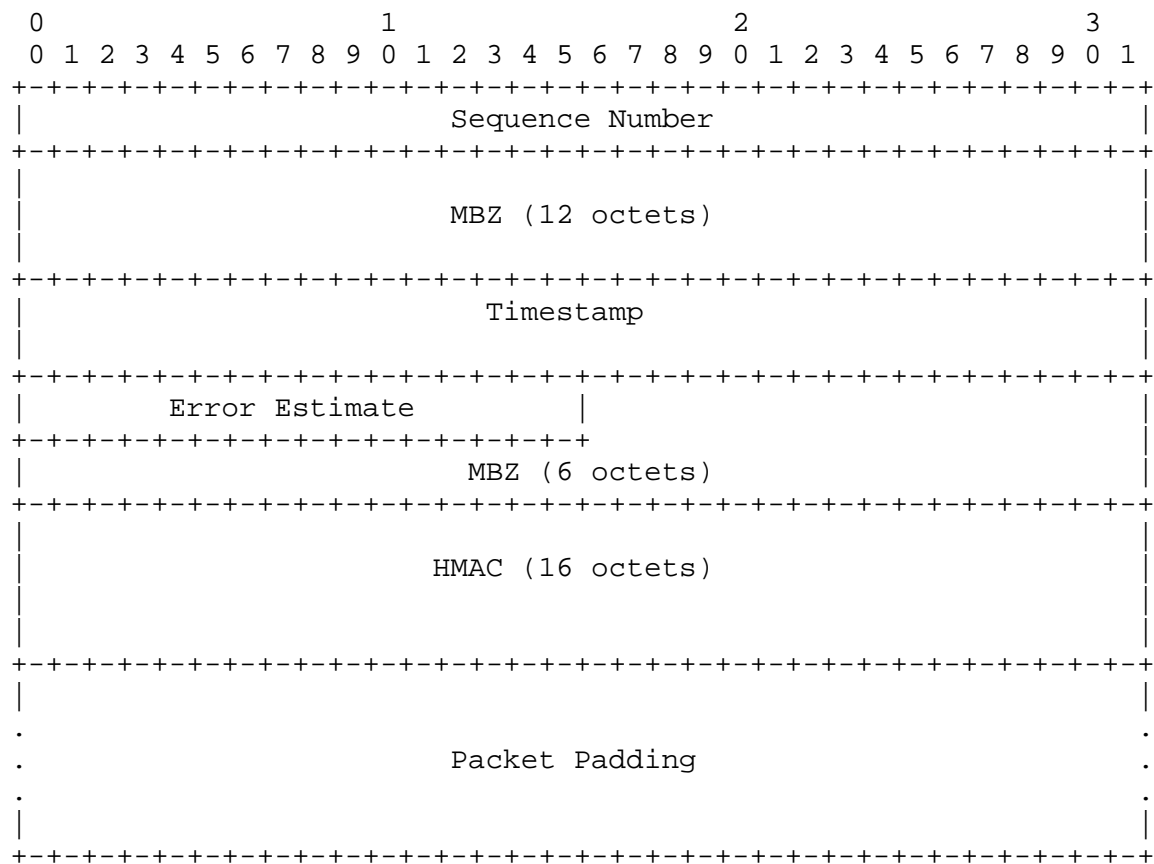 0                   1                   2                   3
 0 1 2 3 4 5 6 7 8 9 0 1 2 3 4 5 6 7 8 9 0 1 2 3 4 5 6 7 8 9 0 1
+-+-+-+-+-+-+-+-+-+-+-+-+-+-+-+-+-+-+-+-+-+-+-+-+-+-+-+-+-+-+-+-+
|                        Sequence Number                        |
+-+-+-+-+-+-+-+-+-+-+-+-+-+-+-+-+-+-+-+-+-+-+-+-+-+-+-+-+-+-+-+-+
|                                                               |
|                        MBZ (12 octets)                        |
|                                                               |
+-+-+-+-+-+-+-+-+-+-+-+-+-+-+-+-+-+-+-+-+-+-+-+-+-+-+-+-+-+-+-+-+
|                          Timestamp                            |
|                                                               |
+-+-+-+-+-+-+-+-+-+-+-+-+-+-+-+-+-+-+-+-+-+-+-+-+-+-+-+-+-+-+-+-+
|        Error Estimate         |                               |
+-+-+-+-+-+-+-+-+-+-+-+-+-+-+-+-+                               |
|                         MBZ (6 octets)                        |
+-+-+-+-+-+-+-+-+-+-+-+-+-+-+-+-+-+-+-+-+-+-+-+-+-+-+-+-+-+-+-+-+
|                                                               |
|                       HMAC (16 octets)                        |
|                                                               |
|                                                               |
+-+-+-+-+-+-+-+-+-+-+-+-+-+-+-+-+-+-+-+-+-+-+-+-+-+-+-+-+-+-+-+-+
|                                                               |
.                                                               .
.                        Packet Padding                         .
.                                                               .
|                                                               |
+-+-+-+-+-+-+-+-+-+-+-+-+-+-+-+-+-+-+-+-+-+-+-+-+-+-+-+-+-+-+-+-+